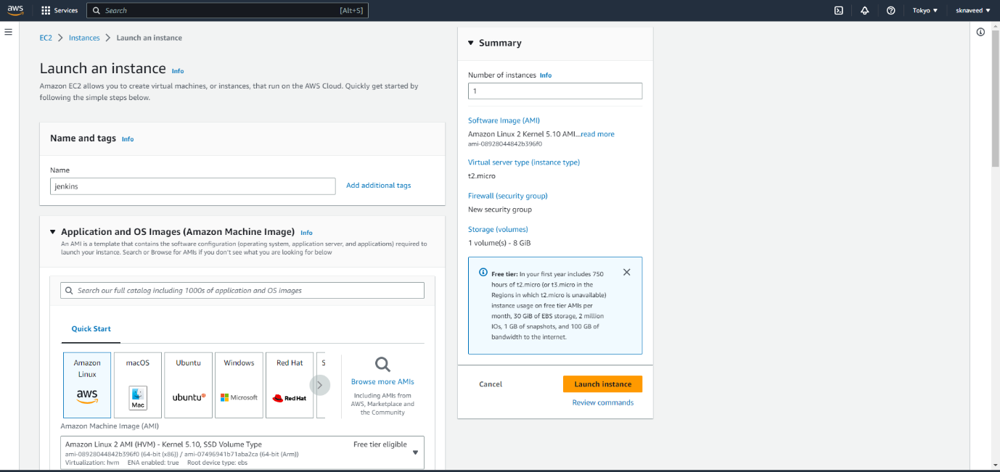 aws
Services
Search
[Alt+S]
Tokyo
sknaveed
EC2
Instances
Launch an instance
Launch an instance
Info
Amazon EC2 allows you to create virtual machines, or instances, that run on the AWS Cloud. Quickly get started by
following the simple steps below.
Name and tags
Info
Name
jenkins
Add additional tags
Application and OS Images (Amazon Machine Image)
Info
An AMI is a template that contains the software configuration (operating system, application server, and applications) required to
launch your instance. Search or Browse for AMIs if you don't see what you are looking for below
Search our full catalog including 1000s of application and OS images
Quick Start
Amazon
Linux
aws
macOS
Mac
Ubuntu
ubuntu
Windows
Microsoft
Red Hat
Red Hat
S
Browse more AMIs
Including AMIs from
AWS, Marketplace and
the Community
Amazon Machine Image (AMI)
Amazon Linux 2 AMI (HVM) - Kernel 5.10, SSD Volume Type
Free tier eligible
ami-08928044842b396f0 (64-bit (x86)) / ami-07496941b71aba2ca (64-bit (Arm))
Virtualization: hvm
ENA enabled: true
Root device type: ebs
Summary
Number of instances
Info
1
Software Image (AMI)
Amazon Linux 2 Kernel 5.10 AMI...read more
ami-08928044842b396f0
Virtual server type (instance type)
t2.micro
Firewall (security group)
New security group
Storage (volumes)
1 volume(s) - 8 GiB
Free tier: In your first year includes 750
hours of t2.micro (or t3.micro in the
Regions in which t2.micro is unavailable)
instance usage on free tier AMIs per
month, 30 GiB of EBS storage, 2 million
IOs, 1 GB of snapshots, and 100 GB of
bandwidth to the internet.
Cancel
Launch instance
Review commands